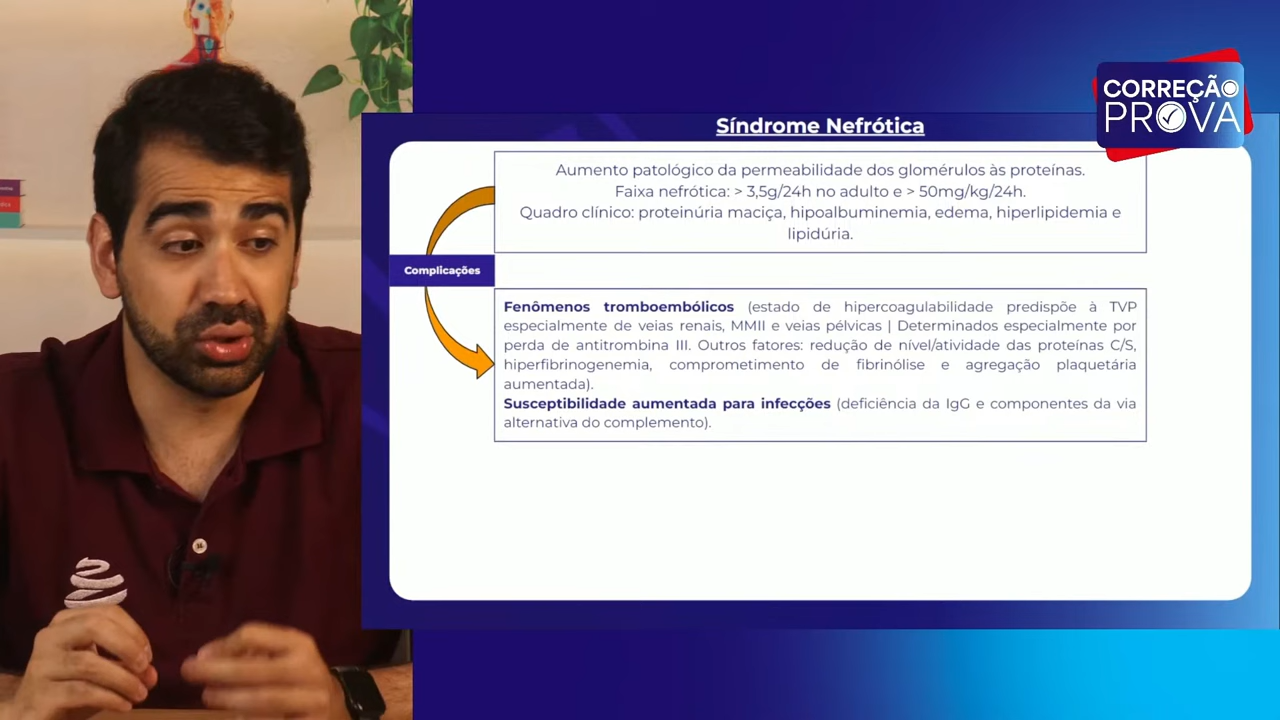 CORREÇÃO
PROVA
Síndrome Nefrótica
Aumento patológico da permeabilidade dos glomérulos às proteínas.
Faixa nefrótica: > 3,5g/24h no adulto e > 50mg/kg/24h.
Quadro clínico: proteinúria maciça, hipoalbuminemia, edema, hiperlipidemia e
lipidúria.
Complicações
Fenômenos tromboembólicos (estado de hipercoagulabilidade predispõe à TVP
especialmente de veias renais, MMII e veias pélvicas | Determinados especialmente por
perda de antitrombina III. Outros fatores: redução de nível/atividade das proteínas C/S,
hiperfibrinogenemia, comprometimento de fibrinólise e agregação plaquetária
aumentada).
Susceptibilidade aumentada para infecções (deficiência da IgG e componentes da via
alternativa do complemento).